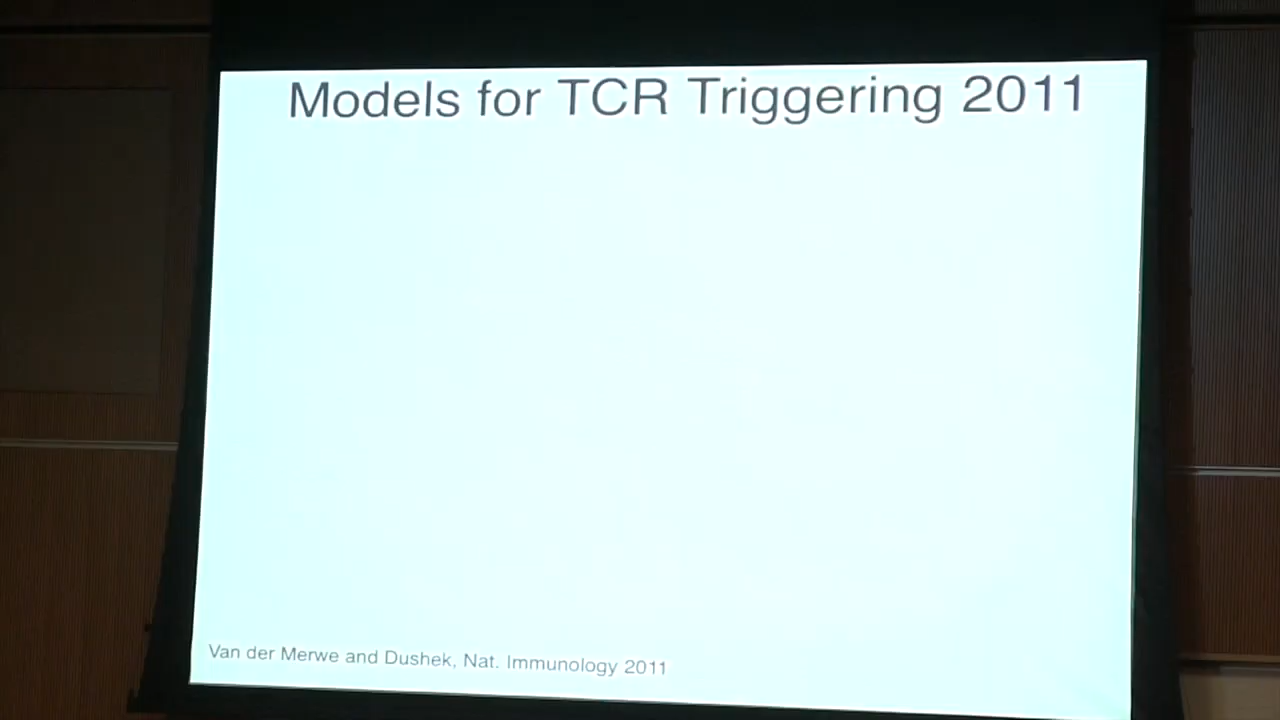 Models for TCR Triggering 2011
Van der Merwe and Dushek, Nat. Immunology 2011